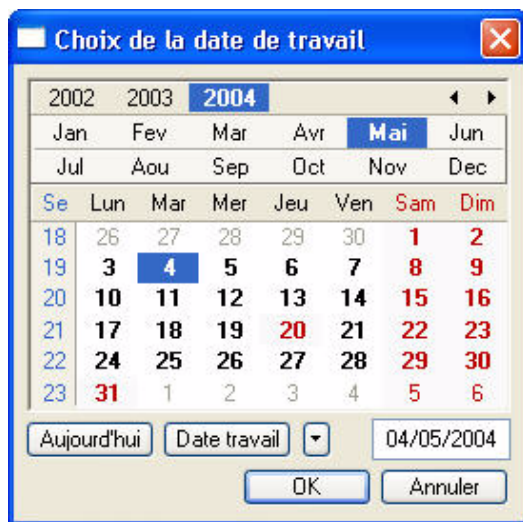 Choix de la date de travail
2002 2003 2004
Jan Fev Mar Avr Mai Jun
Jul Aou Sep Oct Nov Dec
Se Lun Mar Mer Jeu Ven Sam Dim
18 26 27 28 29 30 1 2
19 3 4 5 6 7 8 9
20 10 11 12 13 14 15 16
21 17 18 19 20 21 22 23
22 24 25 26 27 28 29 30
23 31 1 2 3 4 5 6
Aujourd'hui Date travail 04/05/2004
OK Annuler